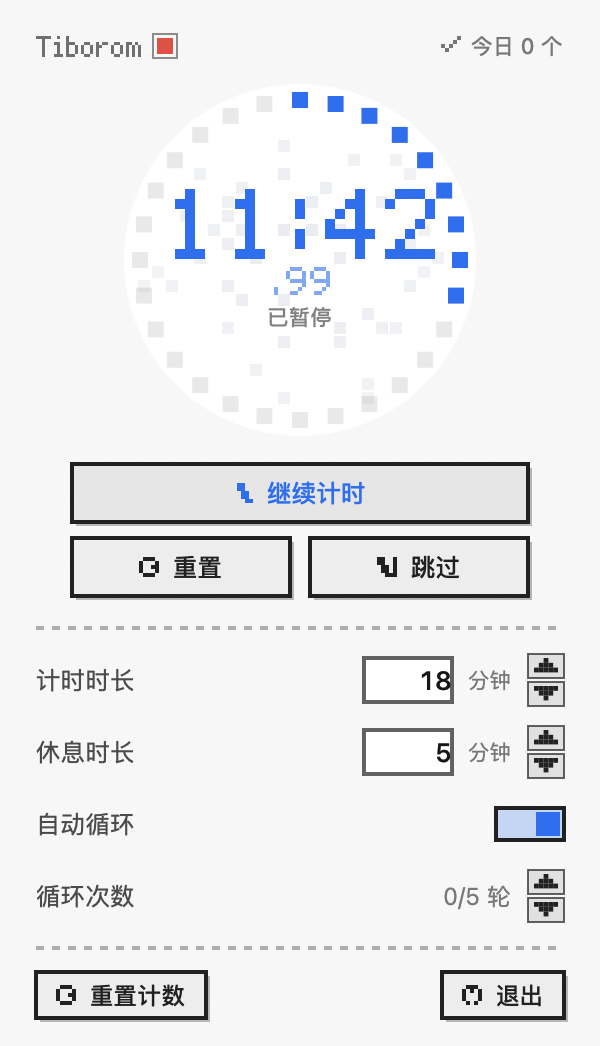 Tiborom
今日 0 个
11:42
.99
已暂停
继续计时
重置
跳过
计时时长
18 分钟
休息时长
5 分钟
自动循环
循环次数
0/5 轮
重置计数
退出